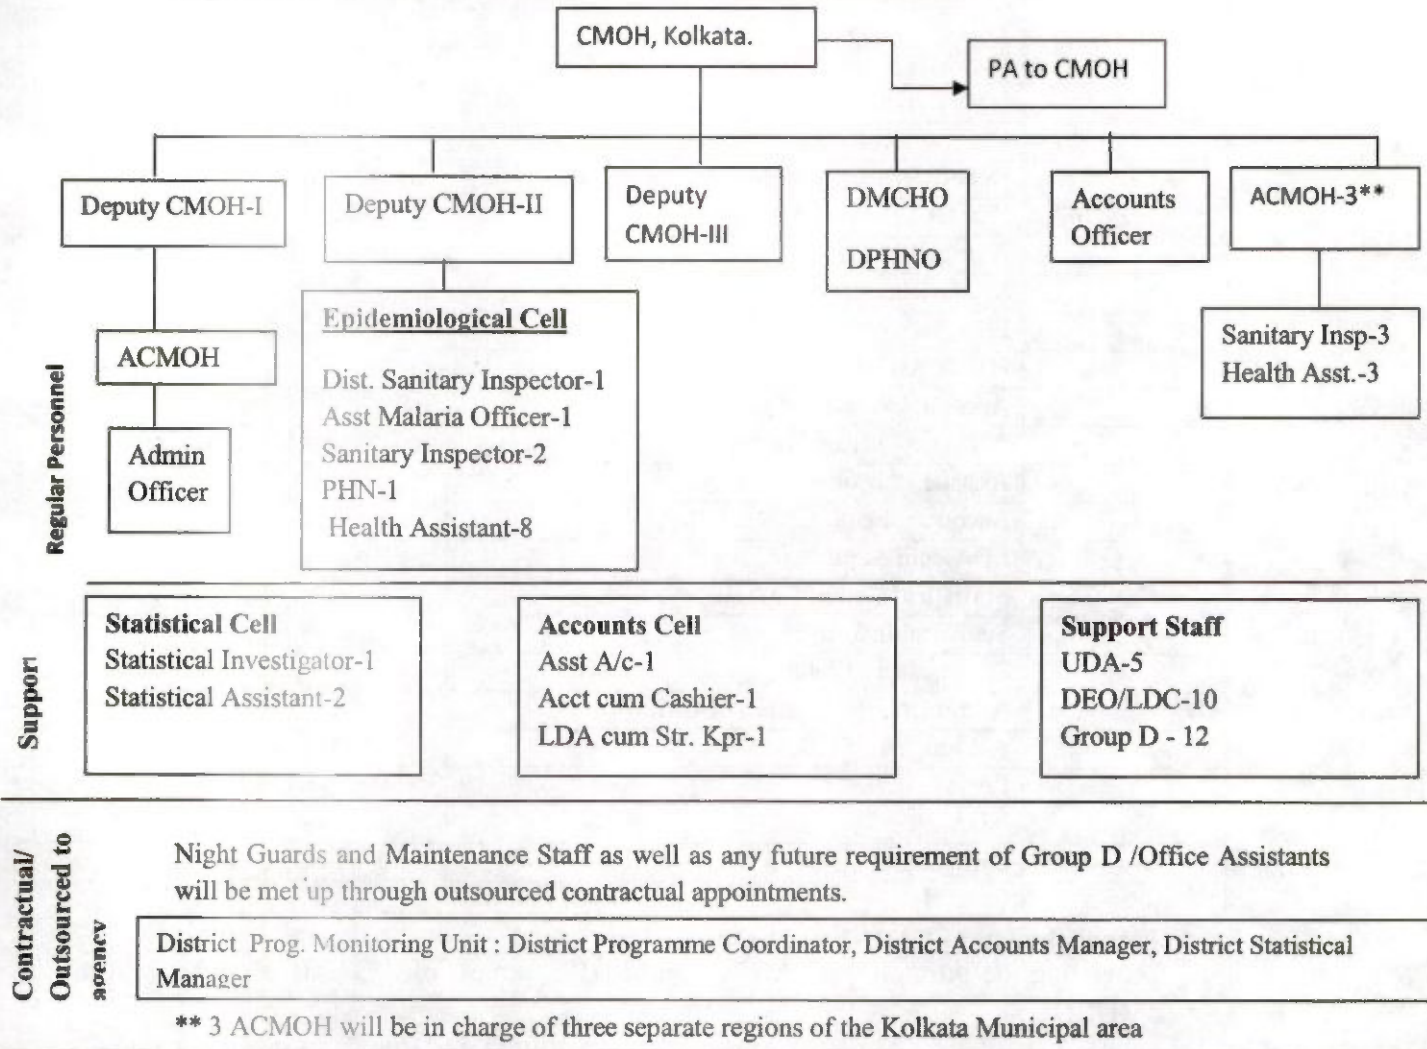 CMOH, Kolkata.
PA to CMOH
Deputy CMOH-I
Deputy CMOH-II
Deputy
CMOH-III
DMCHO
DPHNO
Accounts
Officer
ACMOH-3**
Regular Personnel
ACMOH
Admin
Officer
Epidemiological Cell
Dist. Sanitary Inspector-1
Asst Malaria Officer-1
Sanitary Inspector-2
PHN-1
Health Assistant-8
Sanitary Insp-3
Health Asst.-3
Support
Statistical Cell
Statistical Investigator-1
Statistical Assistant-2
Accounts Cell
Asst A/c-1
Acct cum Cashier-1
LDA cum Str. Kpr-1
Support Staff
UDA-5
DEO/LDC-10
Group D - 12
Contractual/
Outsourced to
agency
Night Guards and Maintenance Staff as well as any future requirement of Group D /Office Assistants
will be met up through outsourced contractual appointments.
District Prog. Monitoring Unit : District Programme Coordinator, District Accounts Manager, District Statistical
Manager
** 3 ACMOH will be in charge of three separate regions of the Kolkata Municipal area